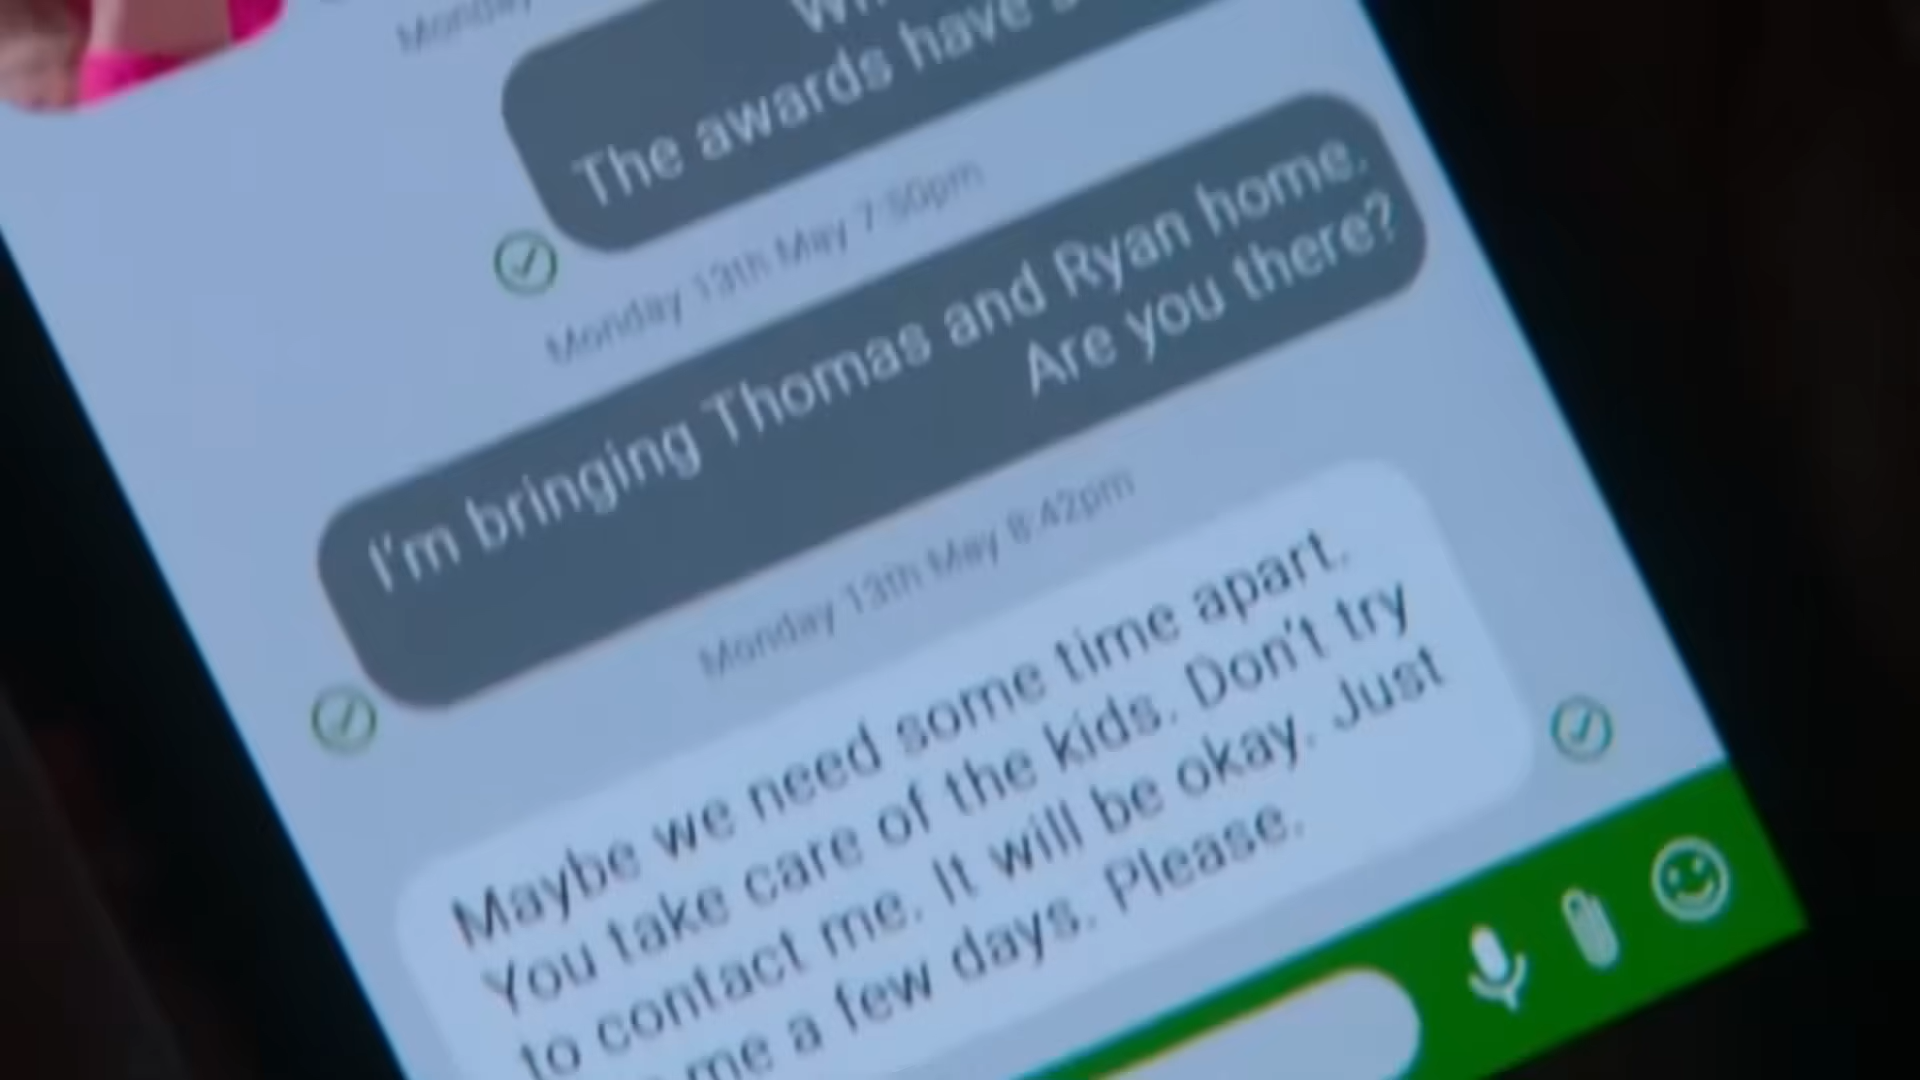 Monday
The awards have
Monday 13th May 7:50pm
I'm bringing Thomas and Ryan home.
Are you there?
Monday 13th May 8:42pm
Maybe we need some time apart.
You take care of the kids. Don't try
to contact me. It will be okay. Just
me a few days. Please.